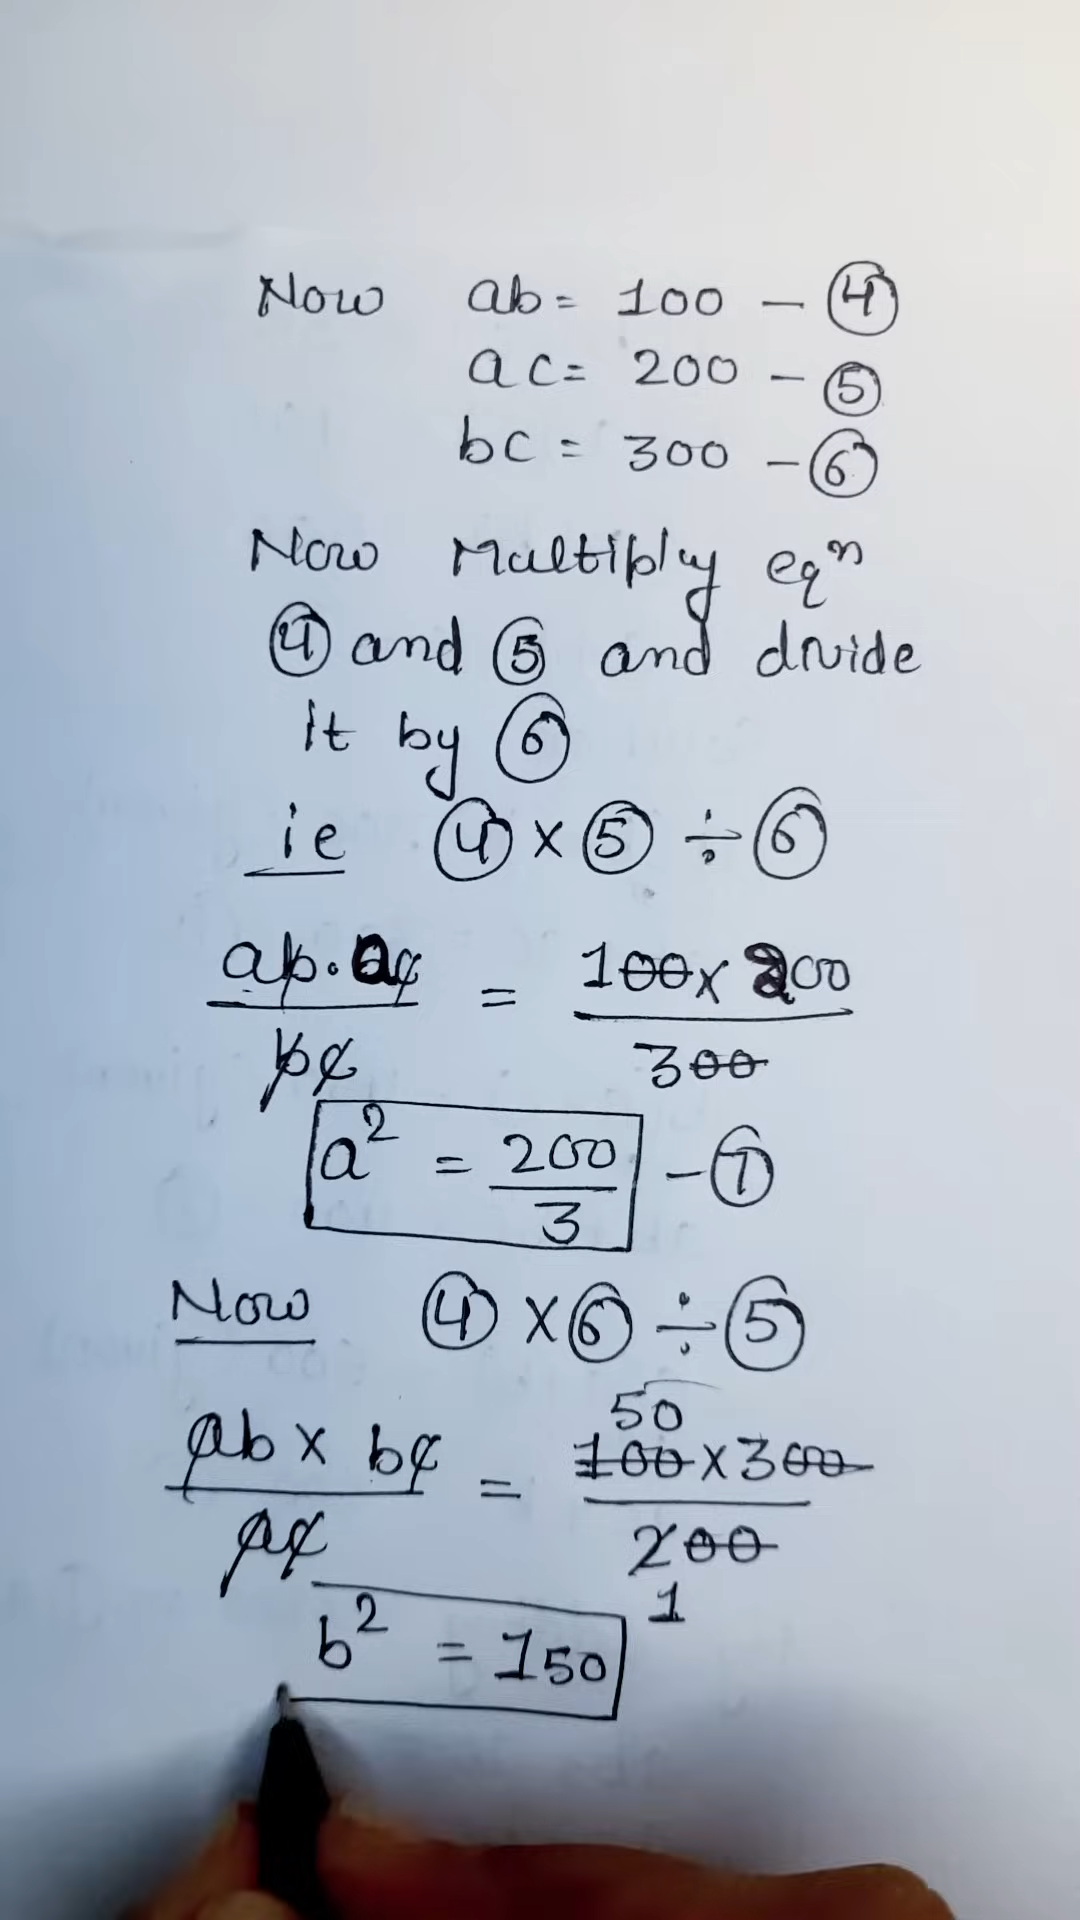 Now ab = 100 – ④
ac = 200 – ⑤
bc = 300 – ⑥
Now Multiply eqⁿ
④ and ⑤ and divide
it by ⑥
ie ④ × ⑤ ÷ ⑥
ab.ac = 100 × 200
bc 300
a² = 200 – ⑦
3
Now ④ × ⑥ ÷ ⑤
50
ab × bc = 100 × 300
ac 200
1
b² = 150